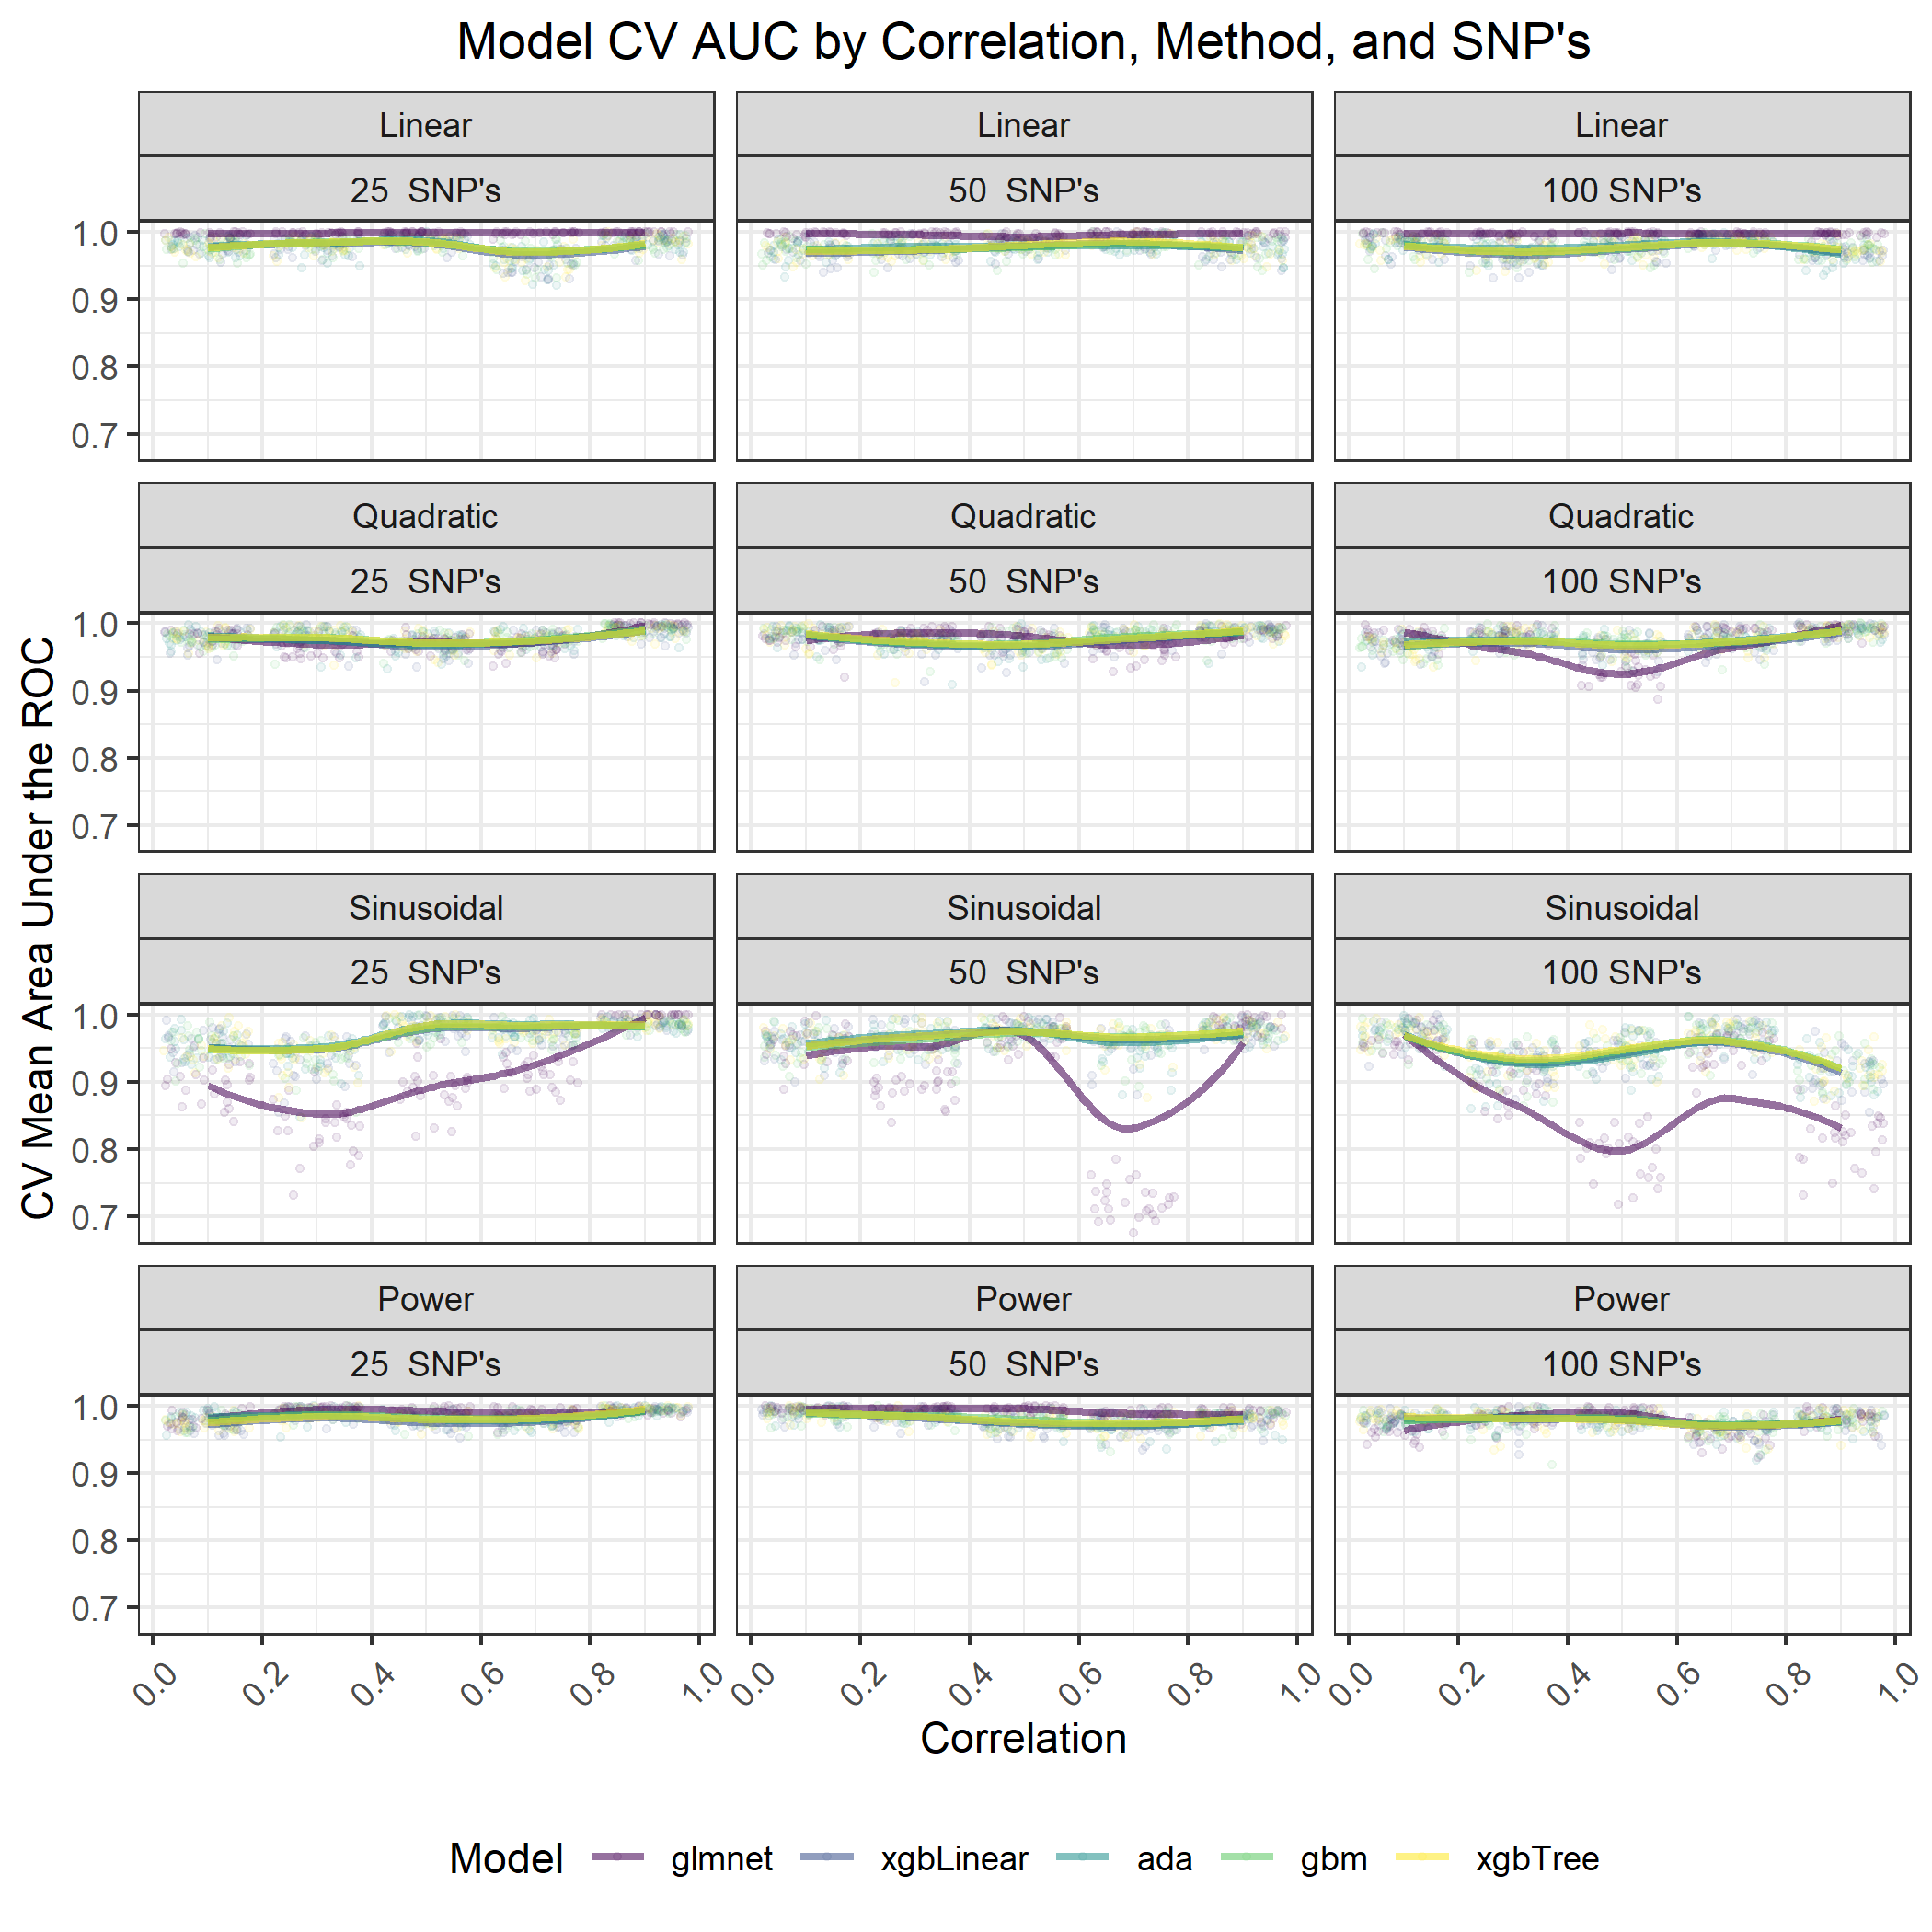 Model CV AUC by Correlation, Method, and SNP's
Linear Linear Linear
25  SNP's 50  SNP's 100 SNP's
1.0
0.9
0.8
0.7
Quadratic Quadratic Quadratic
25  SNP's 50  SNP's 100 SNP's
1.0
0.9
0.8
0.7
CV Mean Area Under the ROC
Sinusoidal Sinusoidal Sinusoidal
25  SNP's 50  SNP's 100 SNP's
1.0
0.9
0.8
0.7
Power Power Power
25  SNP's 50  SNP's 100 SNP's
1.0
0.9
0.8
0.7
0.0 0.2 0.4 0.6 0.8 1.0 0.0 0.2 0.4 0.6 0.8 1.0 0.0 0.2 0.4 0.6 0.8 1.0
Correlation
Model glmnet xgbLinear ada gbm xgbTree